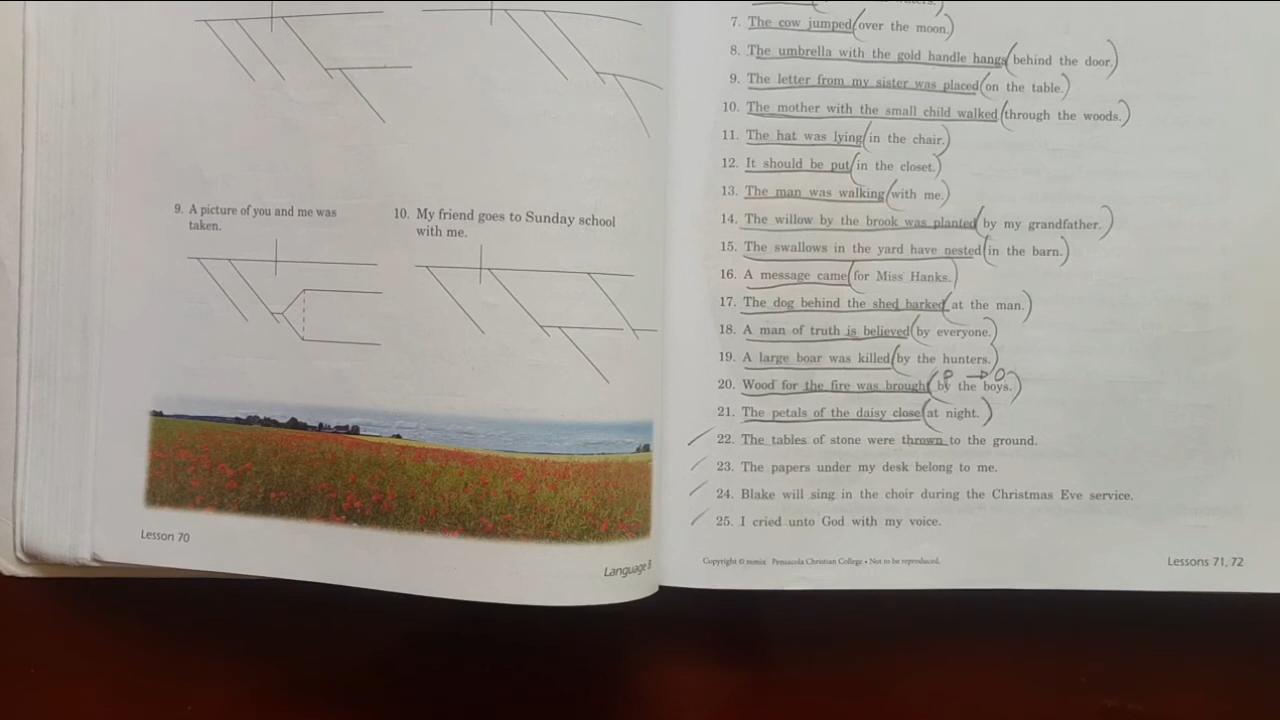 9. A picture of you and me was
taken.
10. My friend goes to Sunday school
with me.
Lesson 70
Language B
7. The cow jumped (over the moon.)
8. The umbrella with the gold handle hangs (behind the door.)
9. The letter from my sister was placed (on the table.)
10. The mother with the small child walked (through the woods.)
11. The hat was lying (in the chair.)
12. It should be put (in the closet.)
13. The man was walking (with me.)
14. The willow by the brook was planted (by my grandfather.)
15. The swallows in the yard have nested (in the barn.)
16. A message came (for Miss Hanks.)
17. The dog behind the shed barked (at the man.)
18. A man of truth is believed (by everyone.)
19. A large boar was killed (by the hunters.)
P → O
20. Wood for the fire was brought (by the boys.)
21. The petals of the daisy close (at night.)
22. The tables of stone were thrown to the ground.
23. The papers under my desk belong to me.
24. Blake will sing in the choir during the Christmas Eve service.
25. I cried unto God with my voice.
Copyright © mmix Pensacola Christian College • Not to be reproduced.
Lessons 71, 72